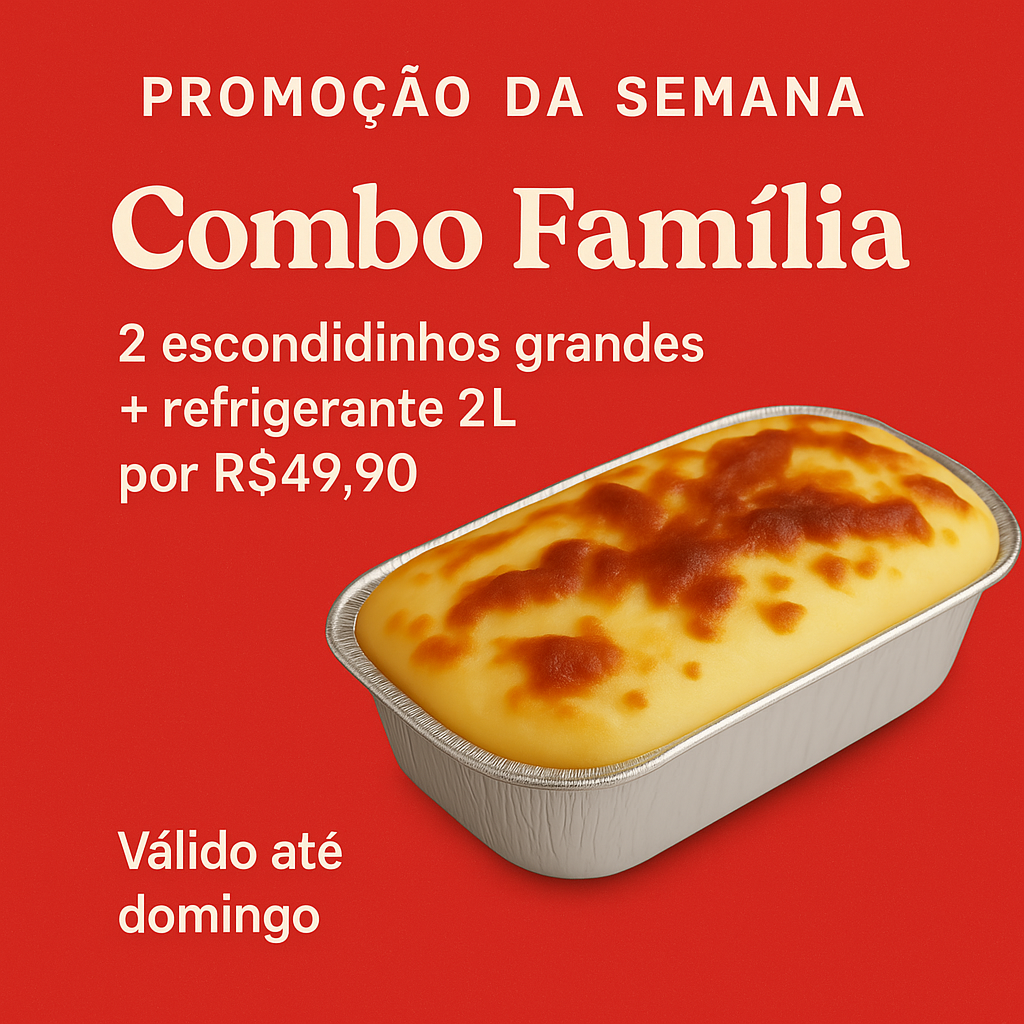 PROMOÇÃO DA SEMANA
Combo Família
2 escondidinhos grandes
+ refrigerante 2L
por R$49,90
Válido até
domingo